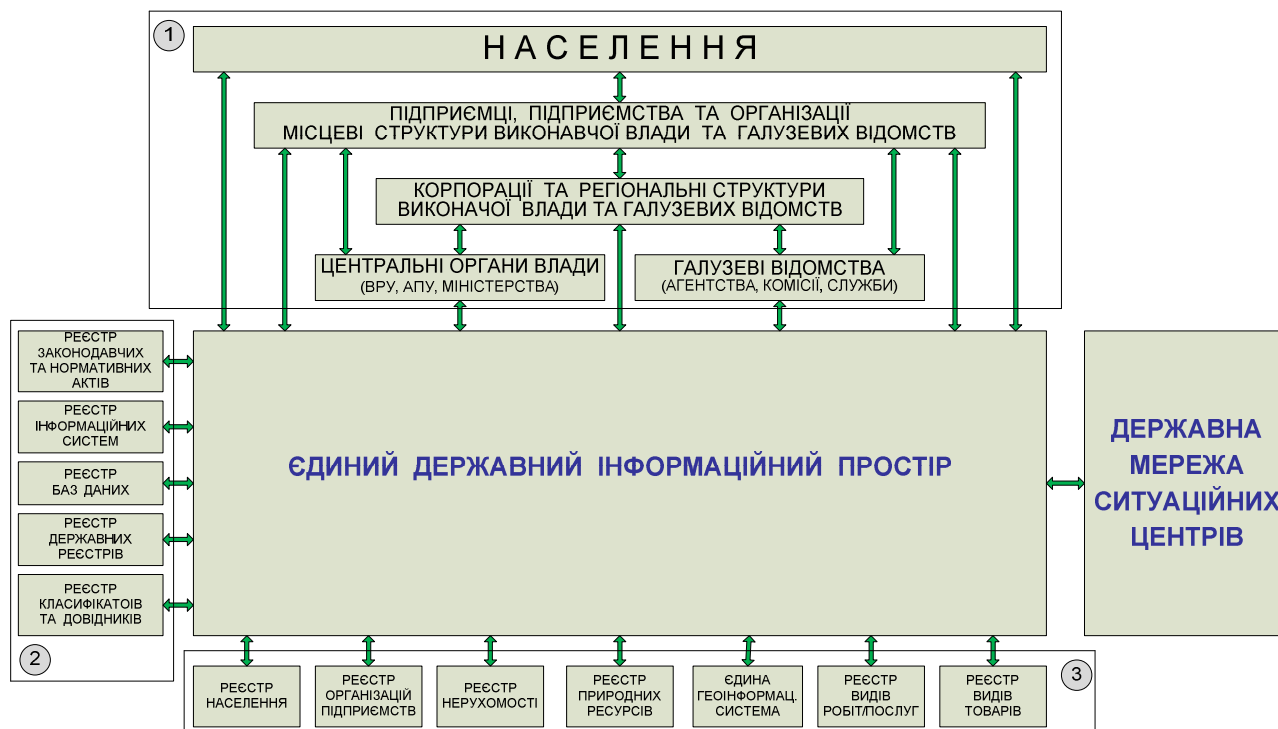 1
Н А С Е Л Е Н Н Я
ПІДПРИЄМЦІ, ПІДПРИЄМСТВА ТА ОРГАНІЗАЦІЇ
МІСЦЕВІ СТРУКТУРИ ВИКОНАВЧОЇ ВЛАДИ ТА ГАЛУЗЕВИХ ВІДОМСТВ
КОРПОРАЦІЇ ТА РЕГІОНАЛЬНІ СТРУКТУРИ
ВИКОНАЧОЇ ВЛАДИ ТА ГАЛУЗЕВИХ ВІДОМСТВ
ЦЕНТРАЛЬНІ ОРГАНИ ВЛАДИ
(ВРУ, АПУ, МІНІСТЕРСТВА)
ГАЛУЗЕВІ ВІДОМСТВА
(АГЕНТСТВА, КОМІСІЇ, СЛУЖБИ)
РЕЄСТР
ЗАКОНОДАВЧИХ
ТА НОРМАТИВНИХ
АКТІВ
РЕЄСТР
ІНФОРМАЦІЙНИХ
СИСТЕМ
РЕЄСТР
БАЗ ДАНИХ
РЕЄСТР
ДЕРЖАВНИХ
РЕЄСТРІВ
РЕЄСТР
КЛАСИФІКАТОІВ
ТА ДОВІДНИКІВ
2
ЄДИНИЙ ДЕРЖАВНИЙ ІНФОРМАЦІЙНИЙ ПРОСТІР
ДЕРЖАВНА
МЕРЕЖА
СИТУАЦІЙНИХ
ЦЕНТРІВ
РЕЄСТР
НАСЕЛЕННЯ
РЕЄСТР
ОРГАНІЗАЦІЙ
ПІДПРИЄМСТВ
РЕЄСТР
НЕРУХОМОСТІ
РЕЄСТР
ПРИРОДНИХ
РЕСУРСІВ
ЄДИНА
ГЕОІНФОРМАЦ.
СИСТЕМА
РЕЄСТР
ВИДІВ
РОБІТ/ПОСЛУГ
РЕЄСТР
ВИДІВ
ТОВАРІВ
3